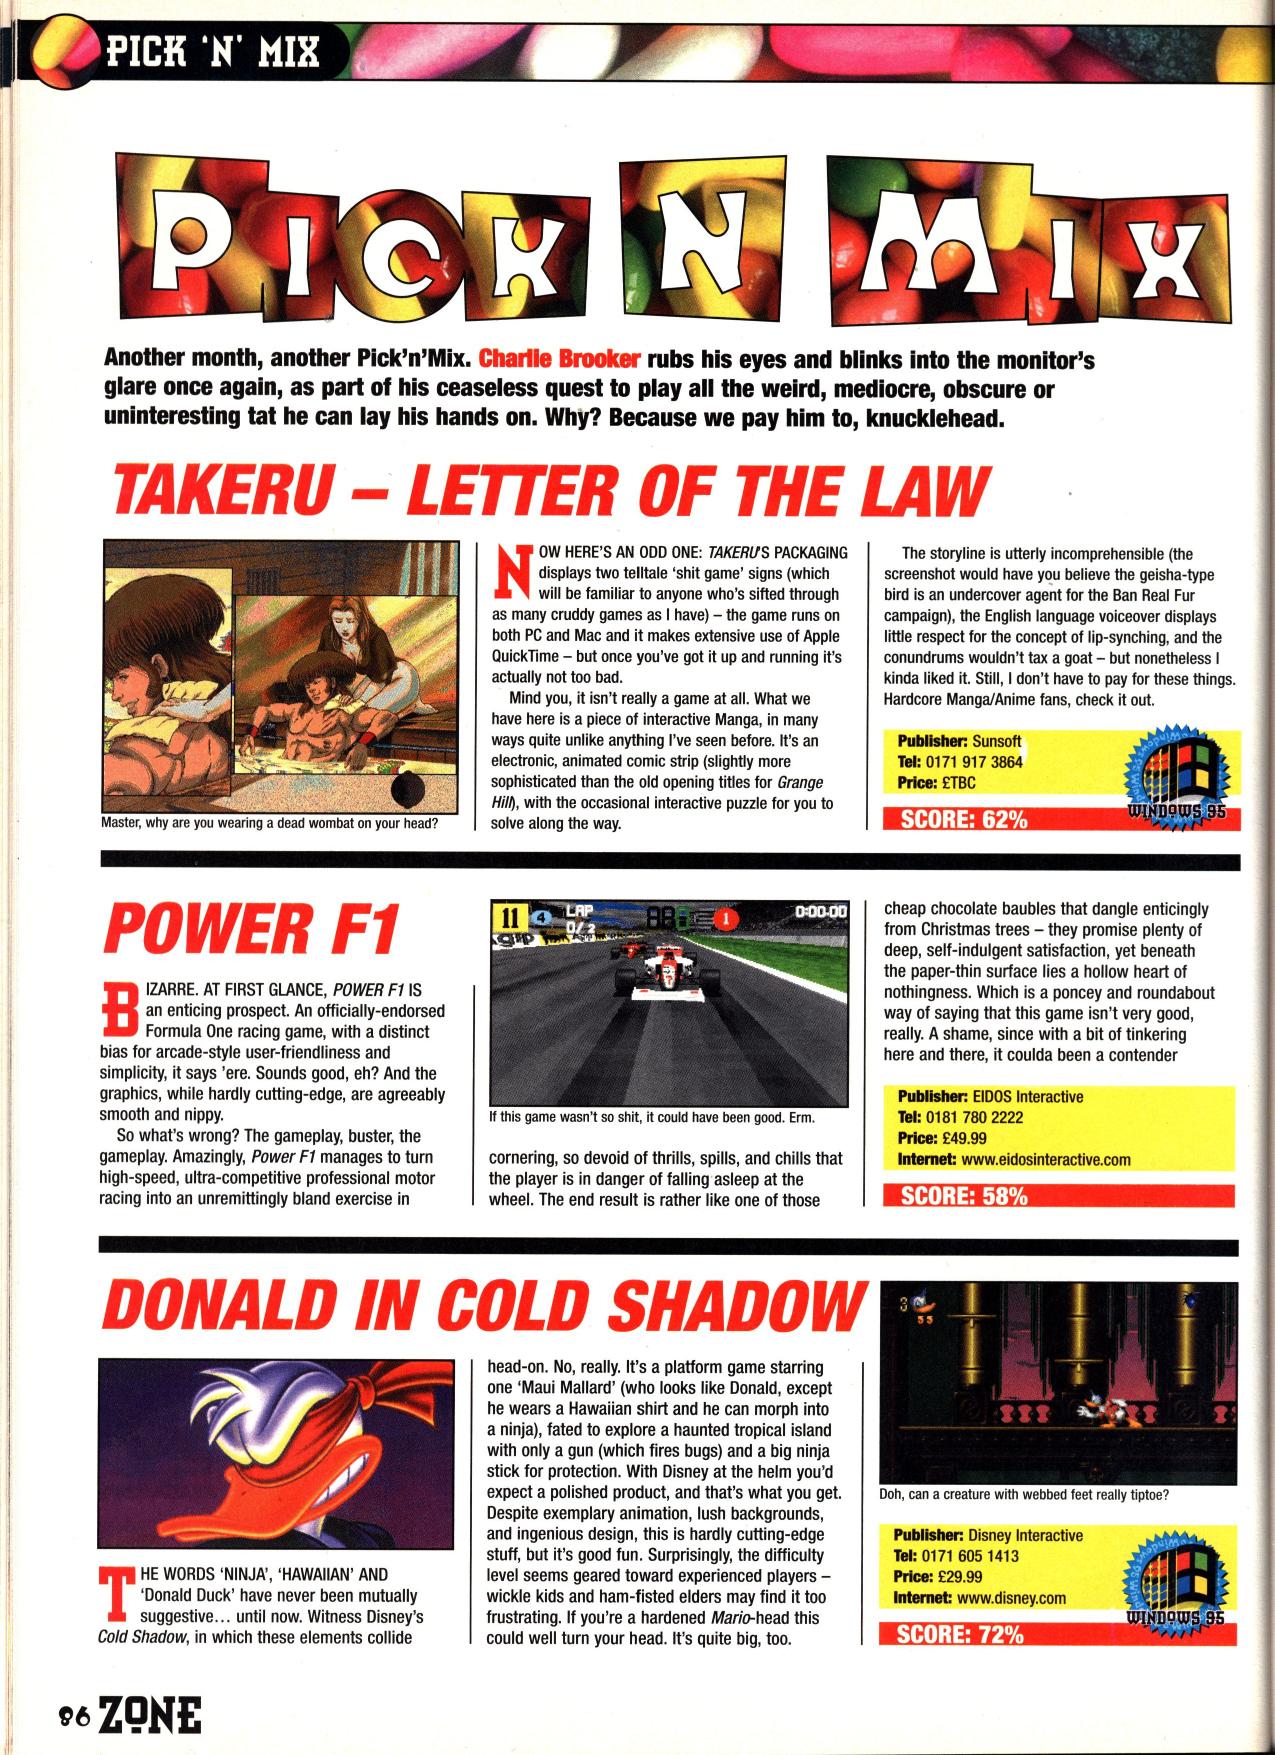 PICK 'N' MIX
PICK N MIX
Another month, another Pick'n'Mix. Charlie Brooker rubs his eyes and blinks into the monitor's
glare once again, as part of his ceaseless quest to play all the weird, mediocre, obscure or
uninteresting tat he can lay his hands on. Why? Because we pay him to, knucklehead.
TAKERU – LETTER OF THE LAW
Master, why are you wearing a dead wombat on your head?
NOW HERE'S AN ODD ONE: TAKERU'S PACKAGING
displays two telltale 'shit game' signs (which
will be familiar to anyone who's sifted through
as many cruddy games as I have) – the game runs on
both PC and Mac and it makes extensive use of Apple
QuickTime – but once you've got it up and running it's
actually not too bad.
Mind you, it isn't really a game at all. What we
have here is a piece of interactive Manga, in many
ways quite unlike anything I've seen before. It's an
electronic, animated comic strip (slightly more
sophisticated than the old opening titles for Grange
Hill), with the occasional interactive puzzle for you to
solve along the way.
The storyline is utterly incomprehensible (the
screenshot would have you believe the geisha-type
bird is an undercover agent for the Ban Real Fur
campaign), the English language voiceover displays
little respect for the concept of lip-synching, and the
conundrums wouldn't tax a goat – but nonetheless I
kinda liked it. Still, I don't have to pay for these things.
Hardcore Manga/Anime fans, check it out.
Publisher: Sunsoft
Tel: 0171 917 3864
Price: £TBC
WINDOWS 95
SCORE: 62%
POWER F1
BIZARRE. AT FIRST GLANCE, POWER F1 IS
an enticing prospect. An officially-endorsed
Formula One racing game, with a distinct
bias for arcade-style user-friendliness and
simplicity, it says 'ere. Sounds good, eh? And the
graphics, while hardly cutting-edge, are agreeably
smooth and nippy.
So what's wrong? The gameplay, buster, the
gameplay. Amazingly, Power F1 manages to turn
high-speed, ultra-competitive professional motor
racing into an unremittingly bland exercise in
11 4 LAP 1 0:00.00
If this game wasn't so shit, it could have been good. Erm.
cornering, so devoid of thrills, spills, and chills that
the player is in danger of falling asleep at the
wheel. The end result is rather like one of those
cheap chocolate baubles that dangle enticingly
from Christmas trees – they promise plenty of
deep, self-indulgent satisfaction, yet beneath
the paper-thin surface lies a hollow heart of
nothingness. Which is a poncey and roundabout
way of saying that this game isn't very good,
really. A shame, since with a bit of tinkering
here and there, it coulda been a contender
Publisher: EIDOS Interactive
Tel: 0181 780 2222
Price: £49.99
Internet: www.eidosinteractive.com
SCORE: 58%
DONALD IN COLD SHADOW
THE WORDS 'NINJA', 'HAWAIIAN' AND
'Donald Duck' have never been mutually
suggestive... until now. Witness Disney's
Cold Shadow, in which these elements collide
head-on. No, really. It's a platform game starring
one 'Maui Mallard' (who looks like Donald, except
he wears a Hawaiian shirt and he can morph into
a ninja), fated to explore a haunted tropical island
with only a gun (which fires bugs) and a big ninja
stick for protection. With Disney at the helm you'd
expect a polished product, and that's what you get.
Despite exemplary animation, lush backgrounds,
and ingenious design, this is hardly cutting-edge
stuff, but it's good fun. Surprisingly, the difficulty
level seems geared toward experienced players –
wickle kids and ham-fisted elders may find it too
frustrating. If you're a hardened Mario-head this
could well turn your head. It's quite big, too.
3
55
Doh, can a creature with webbed feet really tiptoe?
Publisher: Disney Interactive
Tel: 0171 605 1413
Price: £29.99
Internet: www.disney.com
WINDOWS 95
SCORE: 72%
86 ZONE